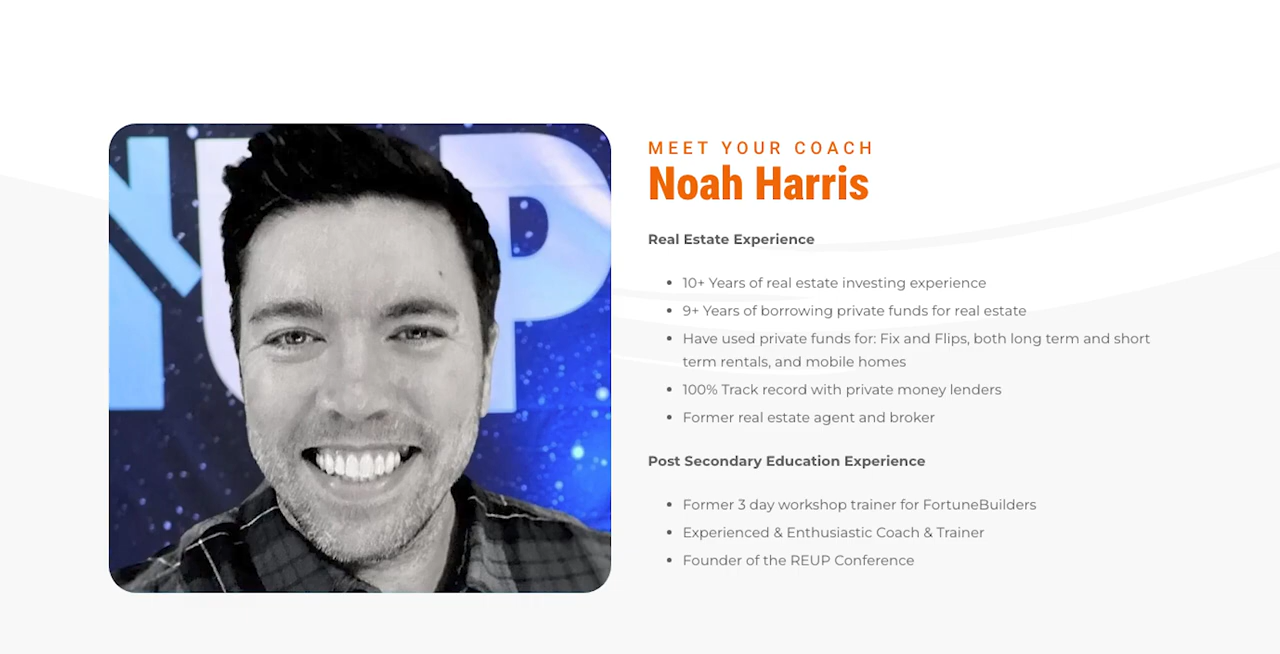 UP
MEET YOUR COACH
Noah Harris
Real Estate Experience
10+ Years of real estate investing experience
9+ Years of borrowing private funds for real estate
Have used private funds for: Fix and Flips, both long term and short
term rentals, and mobile homes
100% Track record with private money lenders
Former real estate agent and broker
Post Secondary Education Experience
Former 3 day workshop trainer for FortuneBuilders
Experienced & Enthusiastic Coach & Trainer
Founder of the REUP Conference